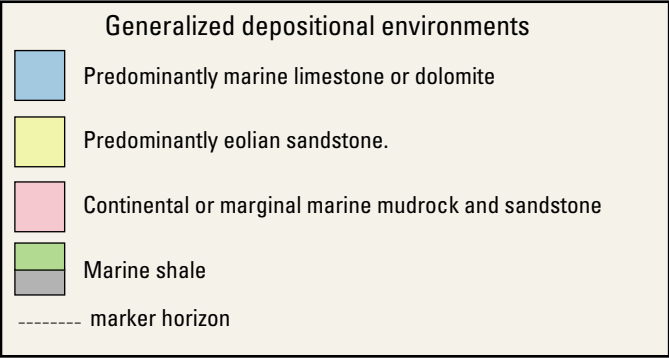 Generalized depositional environments
Predominantly marine limestone or dolomite
Predominantly eolian sandstone.
Continental or marginal marine mudrock and sandstone
Marine shale
marker horizon